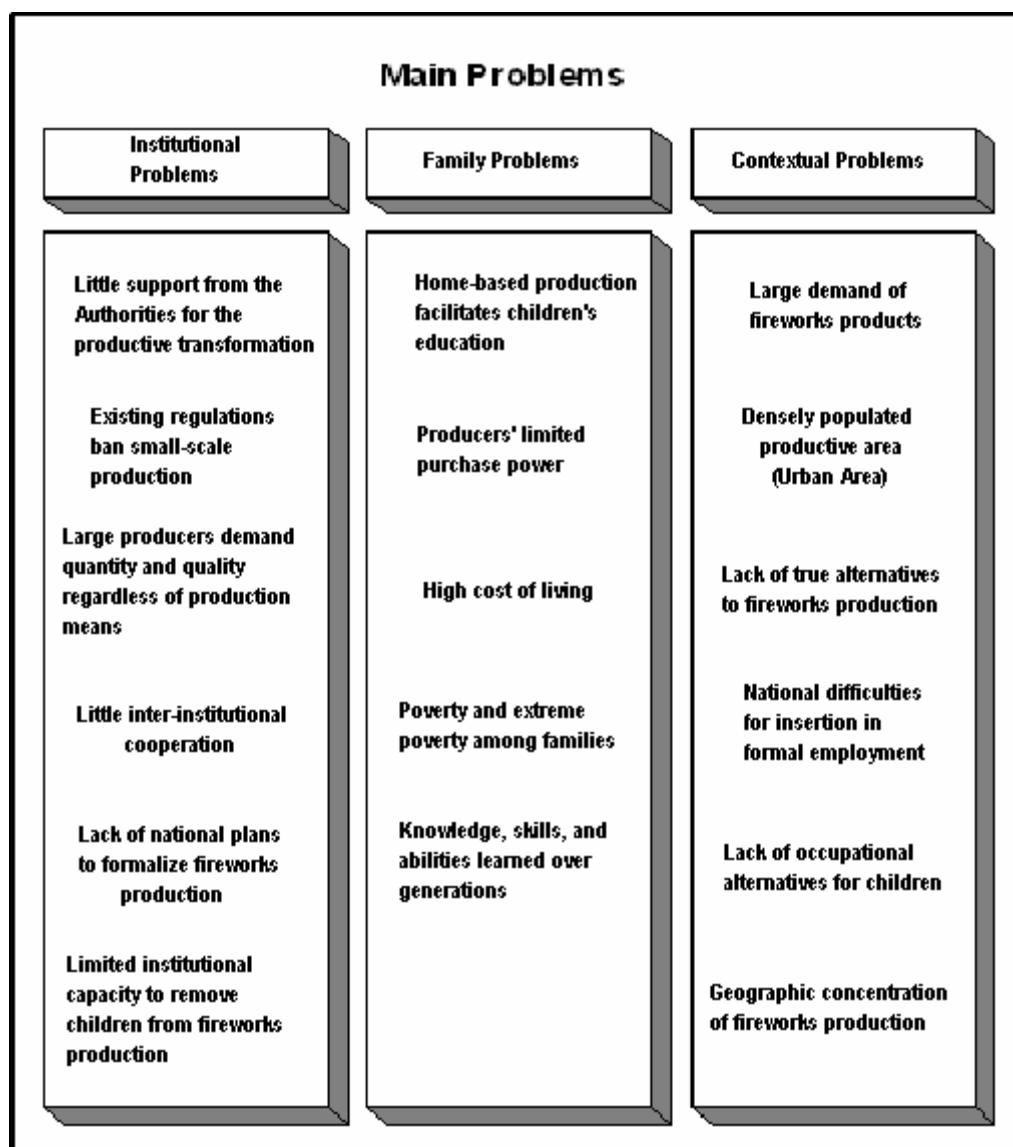 Main Problems
Institutional
Problems
Family Problems
Contextual Problems
Little support from the
Authorities for the
productive transformation
Existing regulations
ban small-scale
production
Large producers demand
quantity and quality
regardless of production
means
Little inter-institutional
cooperation
Lack of national plans
to formalize fireworks
production
Limited institutional
capacity to remove
children from fireworks
production
Home-based production
facilitates children's
education
Producers' limited
purchase power
High cost of living
Poverty and extreme
poverty among families
Knowledge, skills, and
abilities learned over
generations
Large demand of
fireworks products
Densely populated
productive area
(Urban Area)
Lack of true alternatives
to fireworks production
National difficulties
for insertion in
formal employment
Lack of occupational
alternatives for children
Geographic concentration
of fireworks production